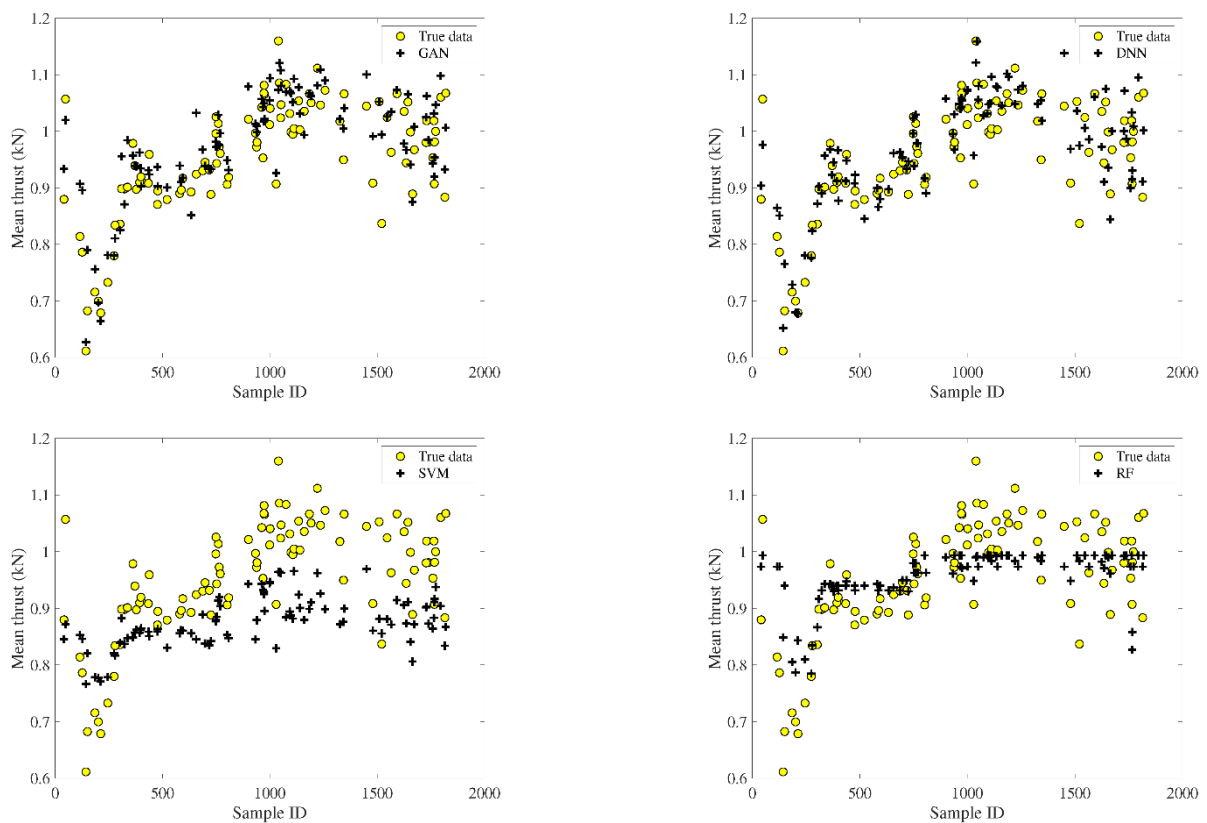 1.2
True data
GAN
1.1
1
0.9
0.8
0.7
0.6
Mean thrust (kN)
0 500 1000 1500 2000
Sample ID
1.2
True data
DNN
1.1
1
0.9
0.8
0.7
0.6
Mean thrust (kN)
0 500 1000 1500 2000
Sample ID
1.2
True data
SVM
1.1
1
0.9
0.8
0.7
0.6
Mean thrust (kN)
0 500 1000 1500 2000
Sample ID
1.2
True data
RF
1.1
1
0.9
0.8
0.7
0.6
Mean thrust (kN)
0 500 1000 1500 2000
Sample ID